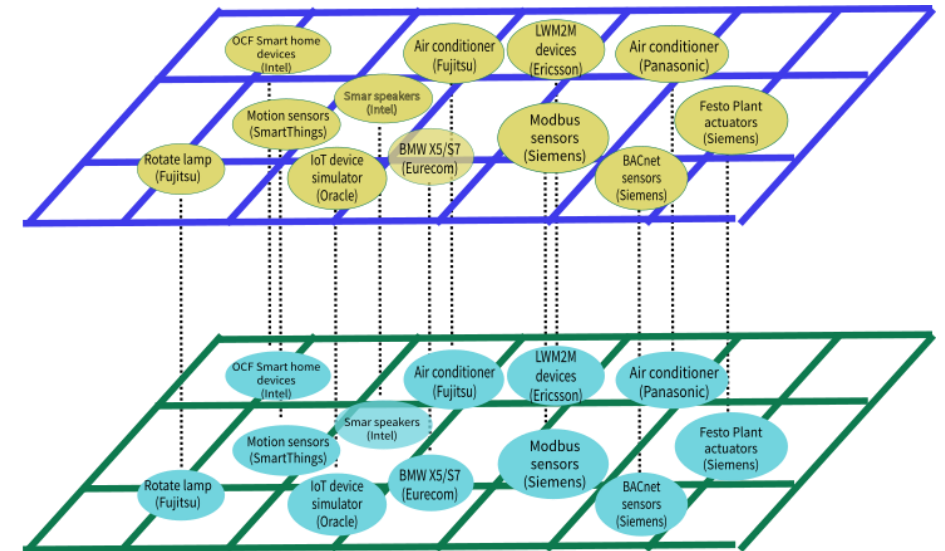 OCF Smart home
devices
(Intel)
Air conditioner
(Fujitsu)
LWM2M
devices
(Ericsson)
Air conditioner
(Panasonic)
Smar speakers
(Intel)
Motion sensors
(SmartThings)
Modbus
sensors
(Siemens)
Festo Plant
actuators
(Siemens)
Rotate lamp
(Fujitsu)
IoT device
simulator
(Oracle)
BMW X5/S7
(Eurecom)
BACnet
sensors
(Siemens)
OCF Smart home
devices
(Intel)
Air conditioner
(Fujitsu)
LWM2M
devices
(Ericsson)
Air conditioner
(Panasonic)
Smar speakers
(Intel)
Motion sensors
(SmartThings)
Modbus
sensors
(Siemens)
Festo Plant
actuators
(Siemens)
Rotate lamp
(Fujitsu)
IoT device
simulator
(Oracle)
BMW X5/S7
(Eurecom)
BACnet
sensors
(Siemens)